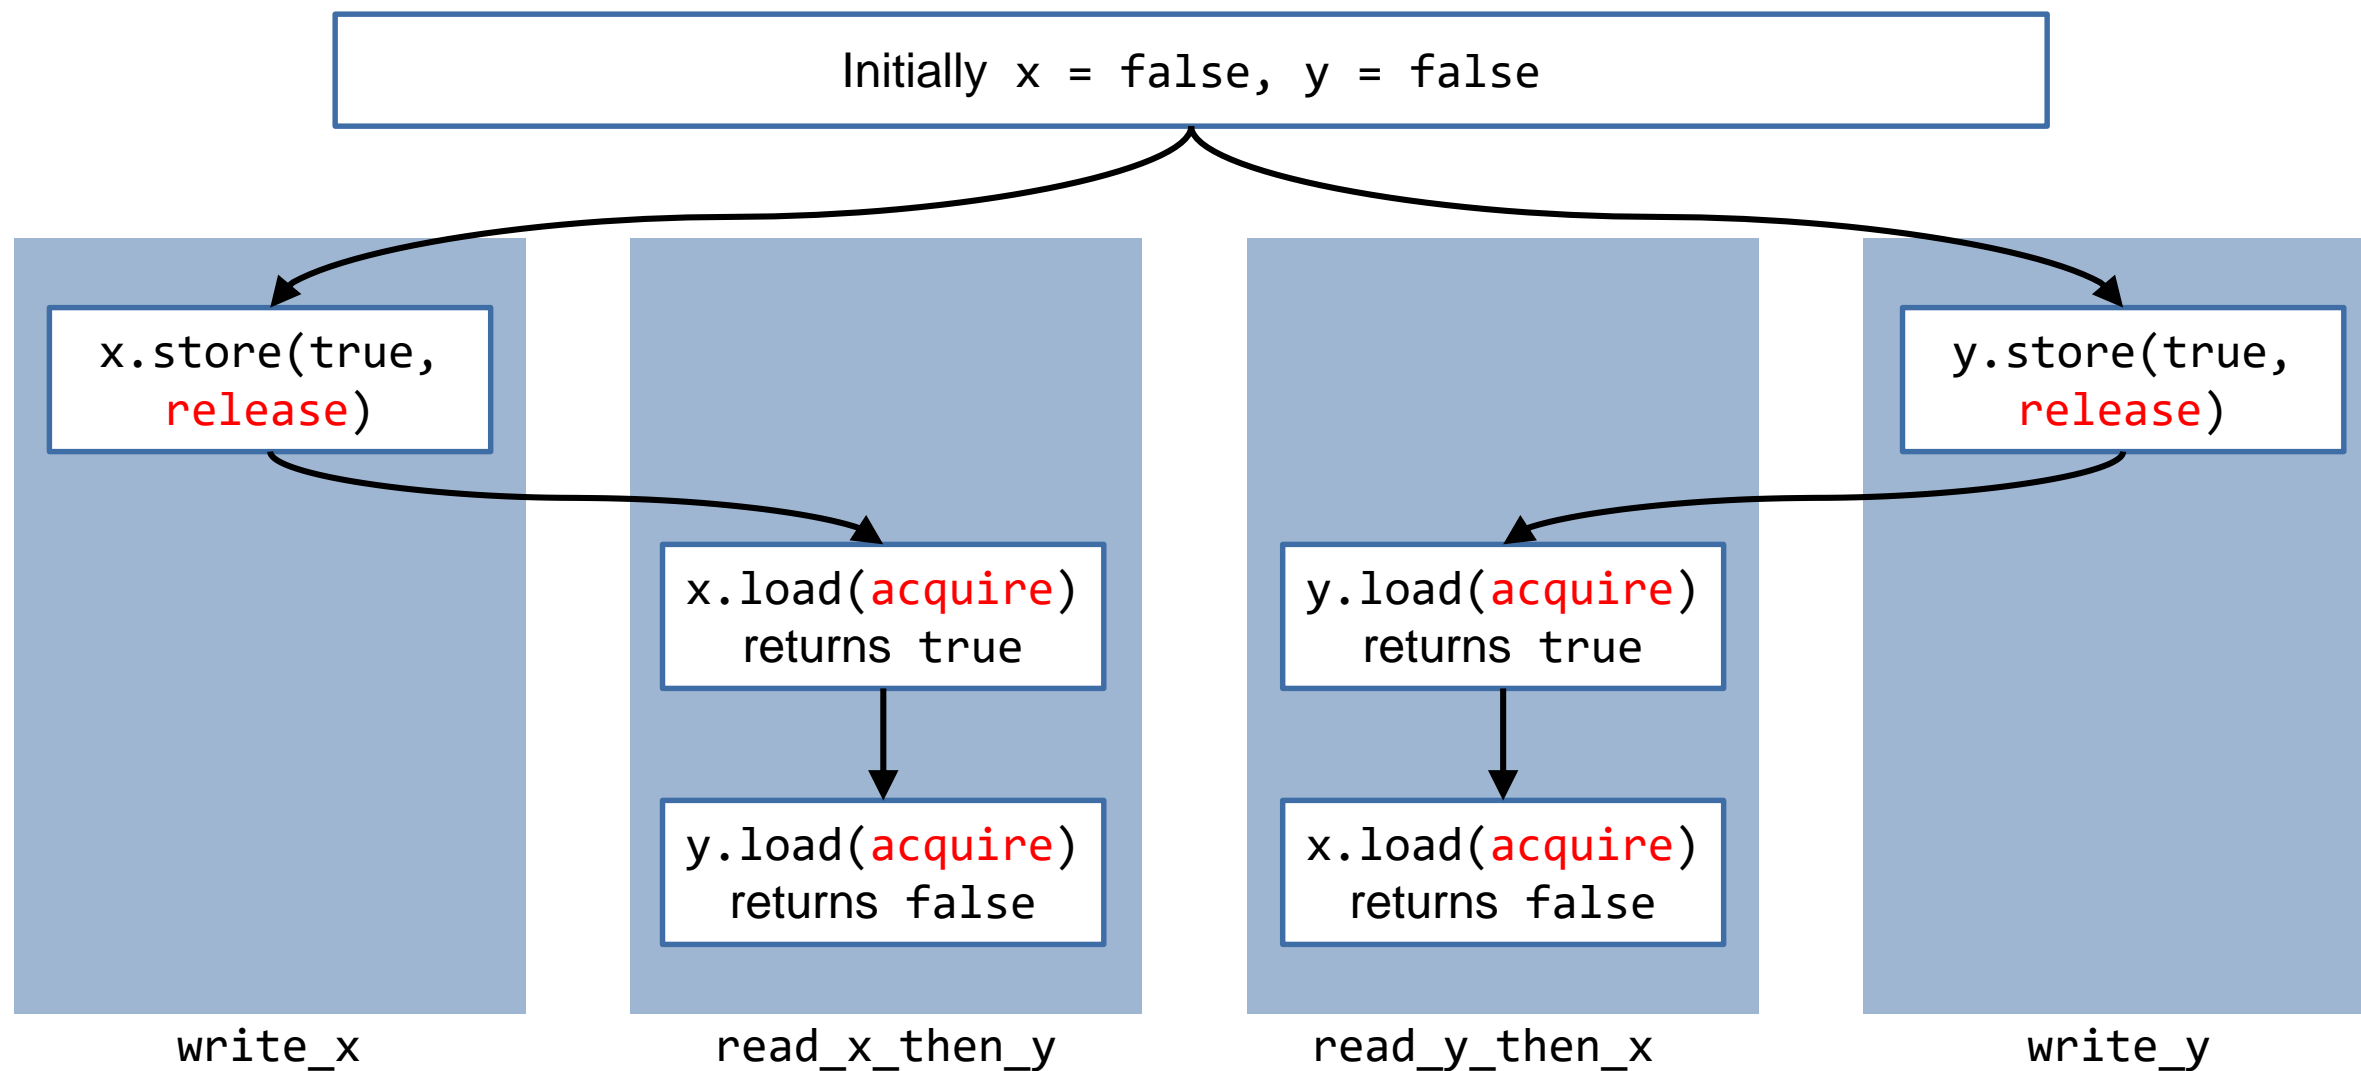 Initially x = false, y = false
x.store(true,
release)
y.store(true,
release)
x.load(acquire)
returns true
y.load(acquire)
returns true
y.load(acquire)
returns false
x.load(acquire)
returns false
write_x
read_x_then_y
read_y_then_x
write_y